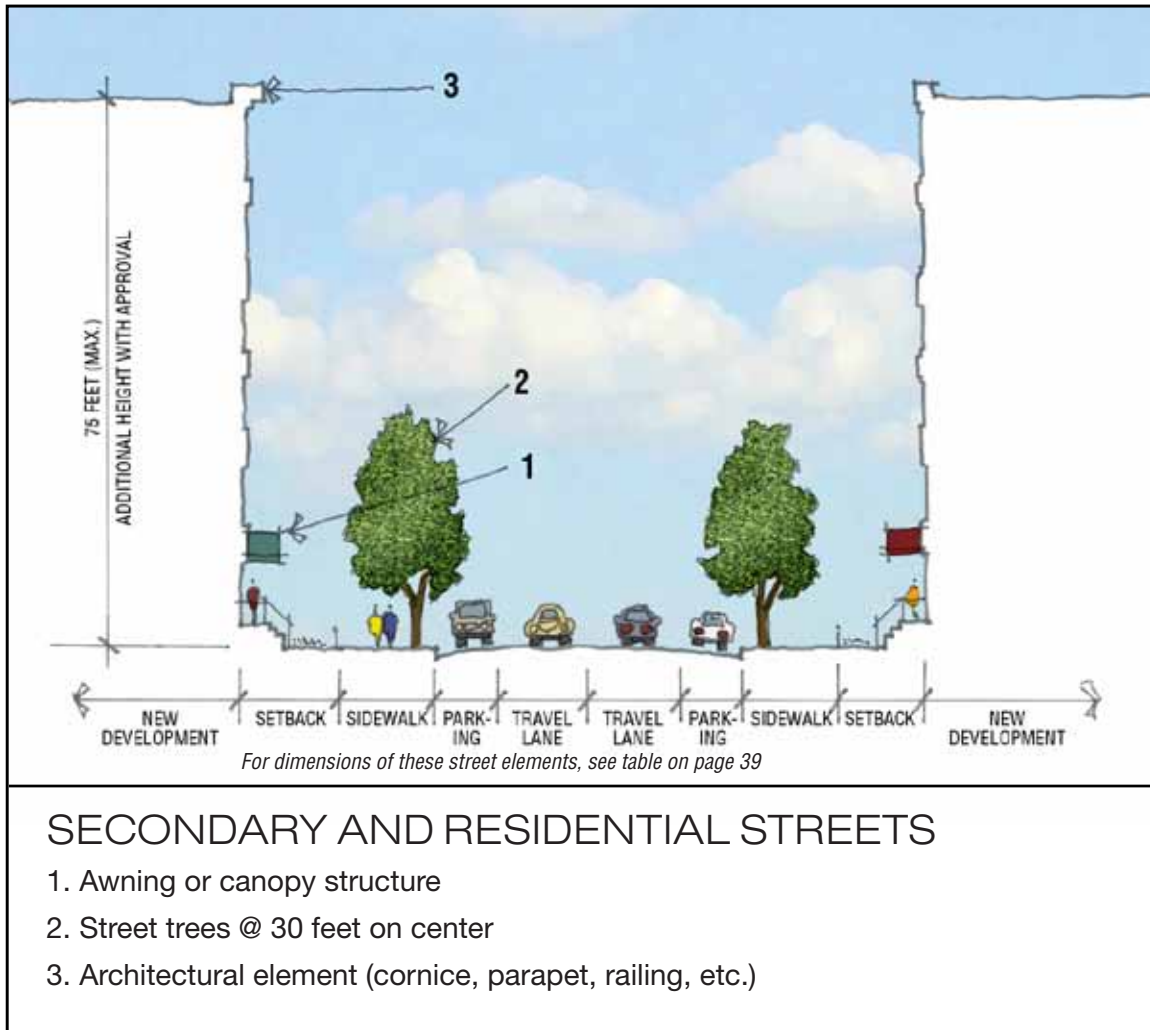 3
75 FEET (MAX.)
ADDITIONAL HEIGHT WITH APPROVAL
2
1
NEW
DEVELOPMENT
SETBACK
SIDEWALK
PARK-
ING
TRAVEL
LANE
TRAVEL
LANE
PARK-
ING
SIDEWALK
SETBACK
NEW
DEVELOPMENT
For dimensions of these street elements, see table on page 39
SECONDARY AND RESIDENTIAL STREETS
1. Awning or canopy structure
2. Street trees @ 30 feet on center
3. Architectural element (cornice, parapet, railing, etc.)